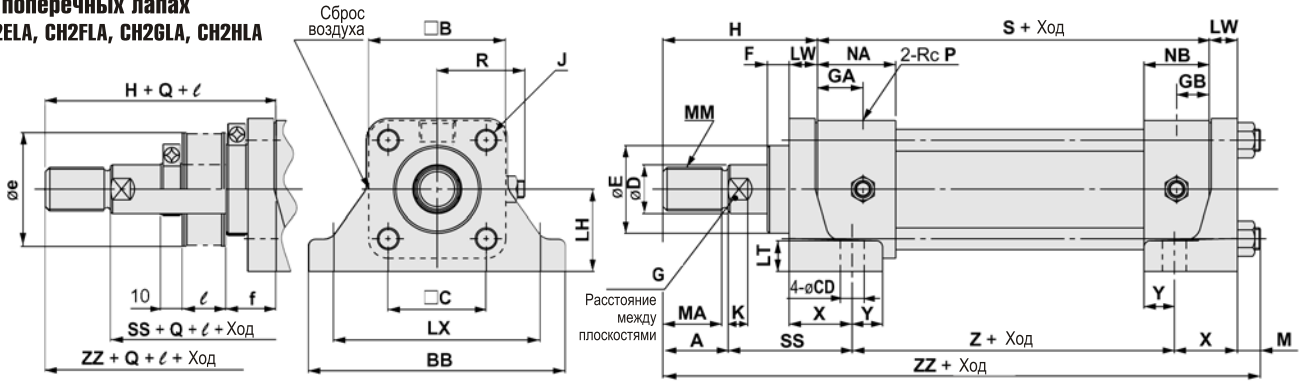 поперечных лапах
2ELA, CH2FLA, CH2GLA, CH2HLA
Сброс
воздуха
□B
R
J
H + Q + ℓ
øe
10
ℓ
f
SS + Q + ℓ + Ход
ZZ + Q + ℓ + Ход
LH
□C
LX
BB
H
S + Ход
LW
F
LW
NA
2-Rc P
NB
GA
GB
MM
øE
øD
G
Расстояние
между
плоскостями
LT
4-øCD
MA
K
X
Y
Y
A
SS
Z + Ход
X
M
ZZ + Ход